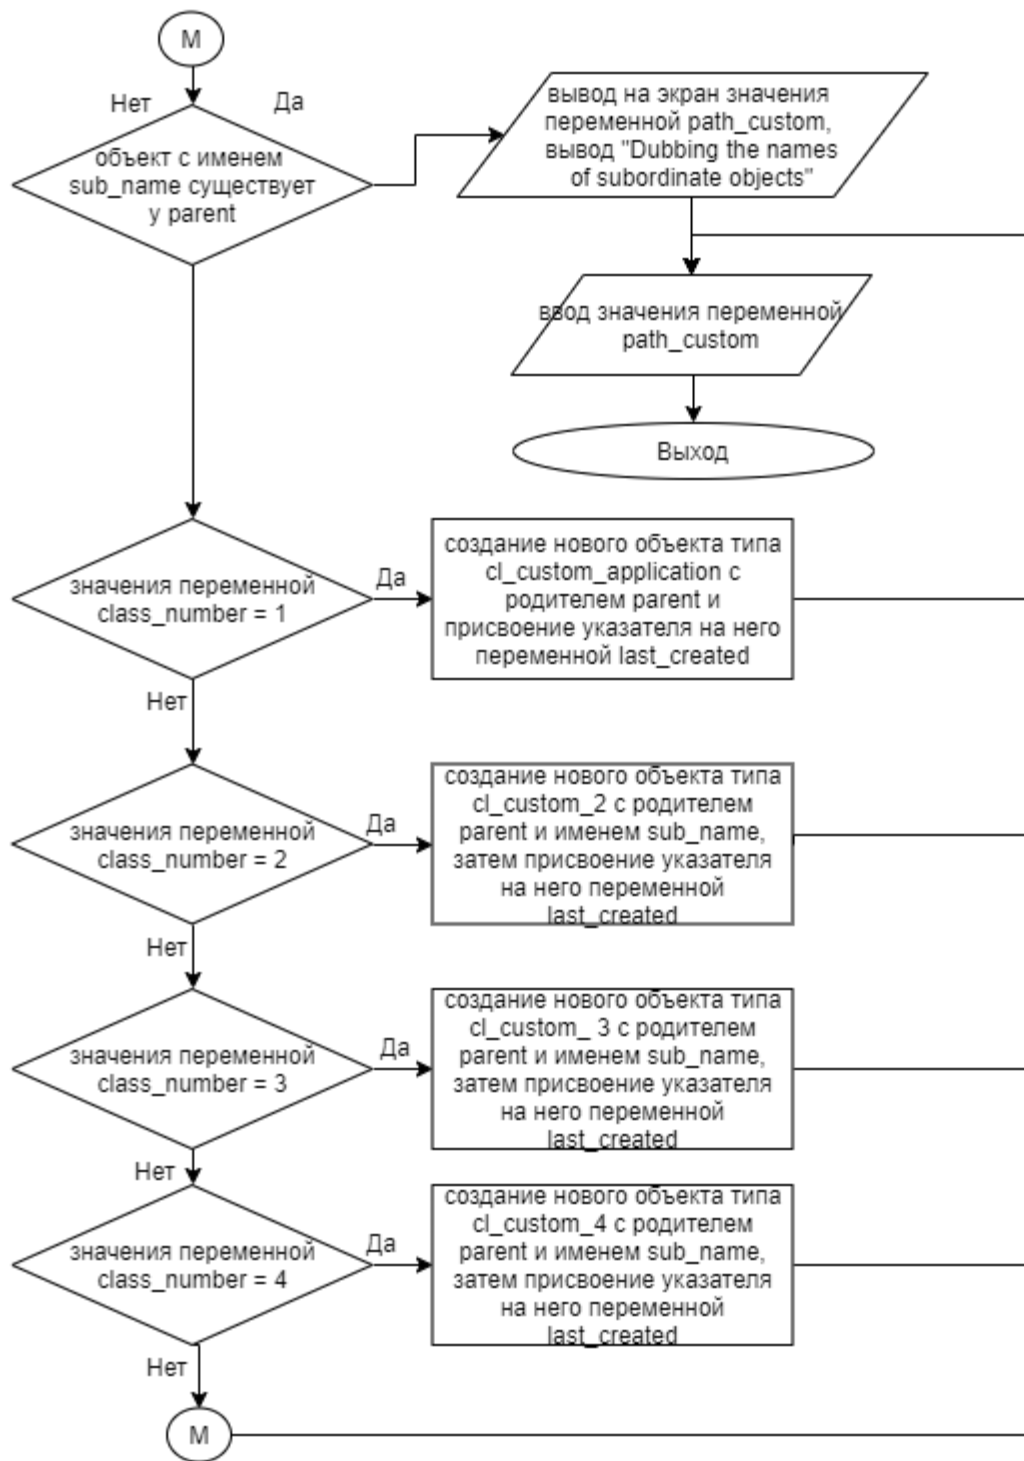 М
Нет
Да
объект с именем
sub_name существует
у parent
вывод на экран значения
переменной path_custom,
вывод "Dubbing the names
of subordinate objects"
ввод значения переменной
path_custom
Выход
значения переменной
class_number = 1
Да
создание нового объекта типа
cl_custom_application с
родителем parent и
присвоение указателя на него
переменной last_created
Нет
значения переменной
class_number = 2
Да
создание нового объекта типа
cl_custom_2 с родителем
parent и именем sub_name,
затем присвоение указателя
на него переменной
last_created
Нет
значения переменной
class_number = 3
Да
создание нового объекта типа
cl_custom_ 3 с родителем
parent и именем sub_name,
затем присвоение указателя
на него переменной
last_created
Нет
значения переменной
class_number = 4
Да
создание нового объекта типа
cl_custom_4 с родителем
parent и именем sub_name,
затем присвоение указателя
на него переменной
last_created
Нет
М